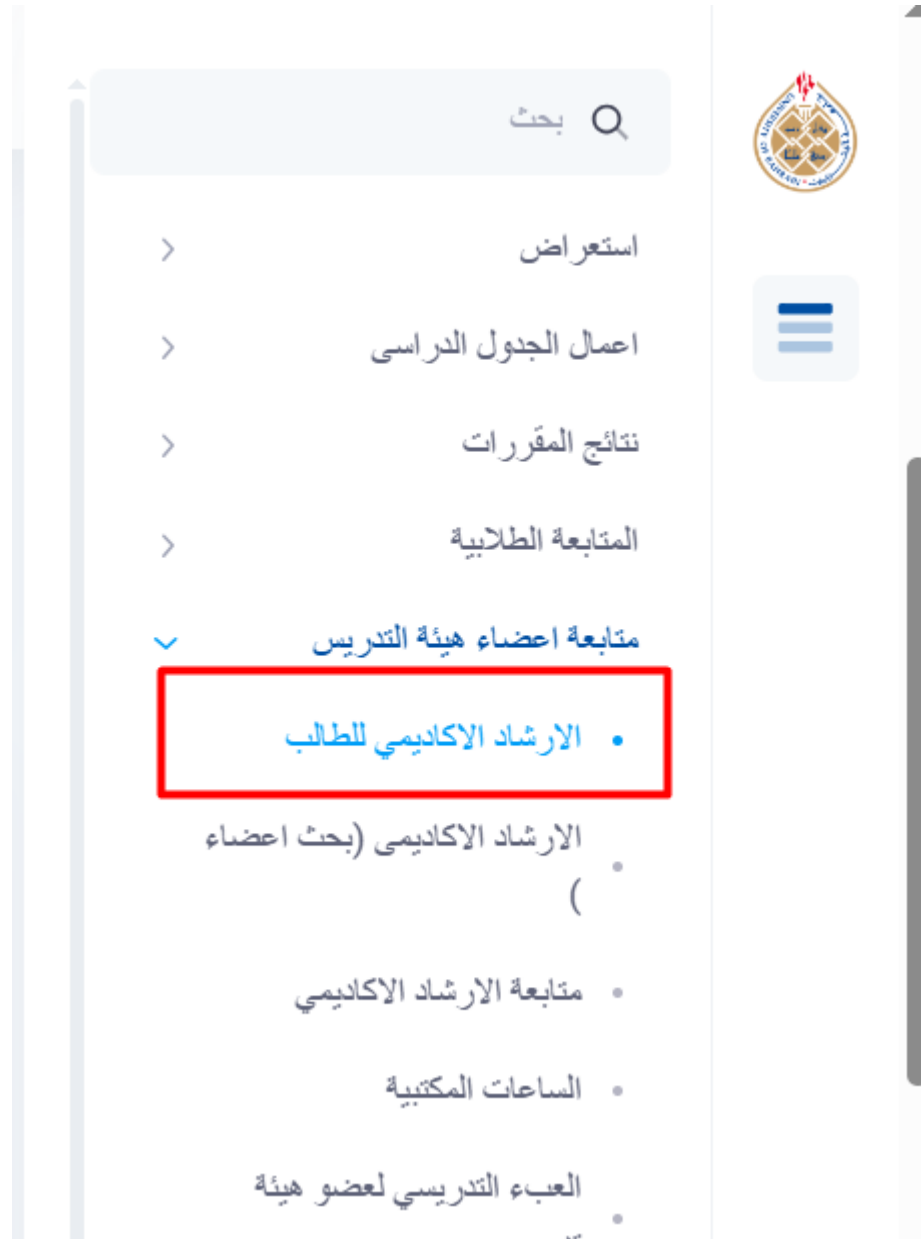 بحث
استعراض
اعمال الجدول الدراسى
نتائج المقررات
المتابعة الطلابية
متابعة اعضاء هيئة التدريس
الارشاد الاكاديمي للطالب
الارشاد الاكاديمى (بحث اعضاء
)
متابعة الارشاد الاكاديمي
الساعات المكتبية
العبء التدريسي لعضو هيئة